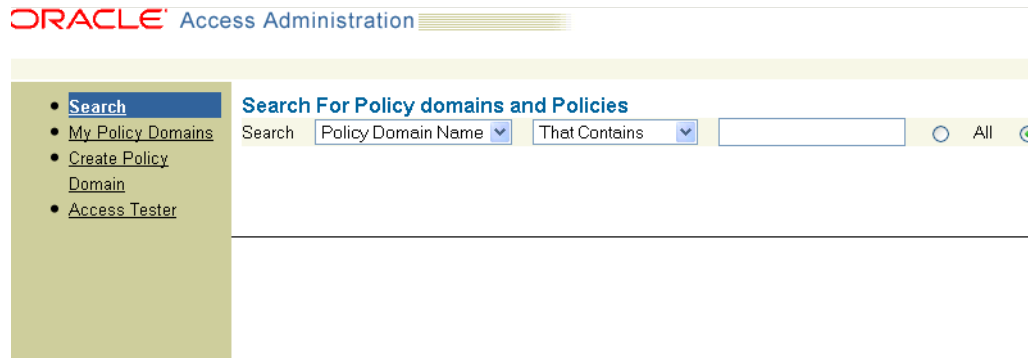 ORACLE Access Administration
Search
My Policy Domains
Create Policy
Domain
Access Tester
Search For Policy domains and Policies
Search Policy Domain Name That Contains All